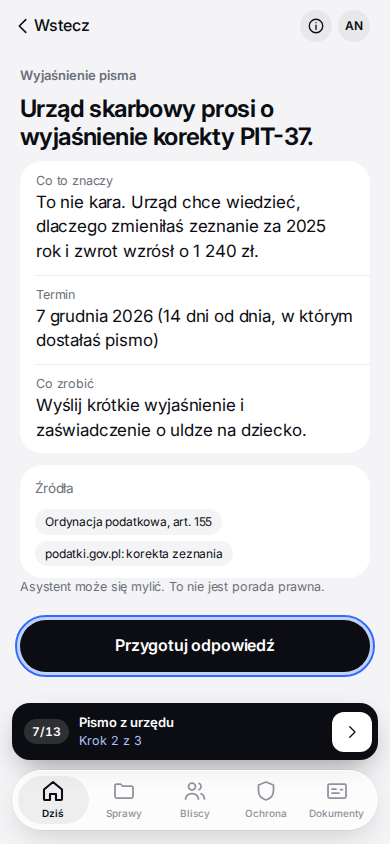 Wstecz
AN
Wyjaśnienie pisma
Urząd skarbowy prosi o
wyjaśnienie korekty PIT-37.
Co to znaczy
To nie kara. Urząd chce wiedzieć,
dlaczego zmieniłaś zeznanie za 2025
rok i zwrot wzrósł o 1 240 zł.
Termin
7 grudnia 2026 (14 dni od dnia, w którym
dostałaś pismo)
Co zrobić
Wyślij krótkie wyjaśnienie i
zaświadczenie o uldze na dziecko.
Źródła
Ordynacja podatkowa, art. 155
podatki.gov.pl: korekta zeznania
Asystent może się mylić. To nie jest porada prawna.
Przygotuj odpowiedź
7/13
Pismo z urzędu
Krok 2 z 3
Dziś
Sprawy
Bliscy
Ochrona
Dokumenty